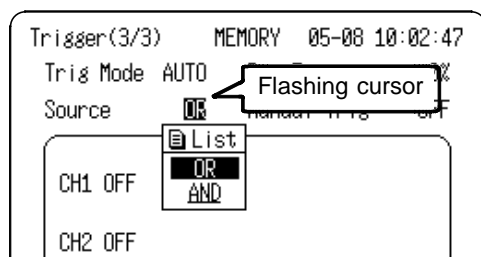 Trigger(3/3) MEMORY 05-08 10:02:47
Trig Mode AUTO
Flashing cursor
Source OR
List
OR
AND
CH1 OFF
CH2 OFF